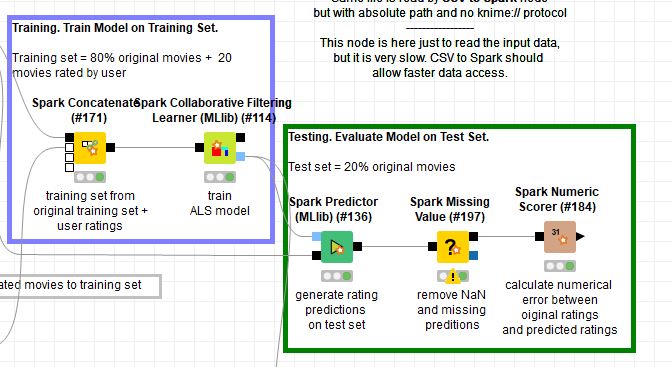 but with absolute path and no knime:// protocol
-----------------
This node is here just to read the input data,
but it is very slow. CSV to Spark should
allow faster data access.
Training. Train Model on Training Set.
Training set = 80% original movies + 20
movies rated by user
Spark Concatenate
(#171)
Spark Collaborative Filtering
Learner (MLlib) (#114)
training set from
original training set +
user ratings
train
ALS model
ated movies to training set
Testing. Evaluate Model on Test Set.
Test set = 20% original movies
Spark Predictor
(MLlib) (#136)
Spark Missing
Value (#197)
Spark Numeric
Scorer (#184)
?
31
generate rating
predictions
on test set
remove NaN
and missing
preditions
calculate numerical
error between
oiginal ratings
and predicted ratings